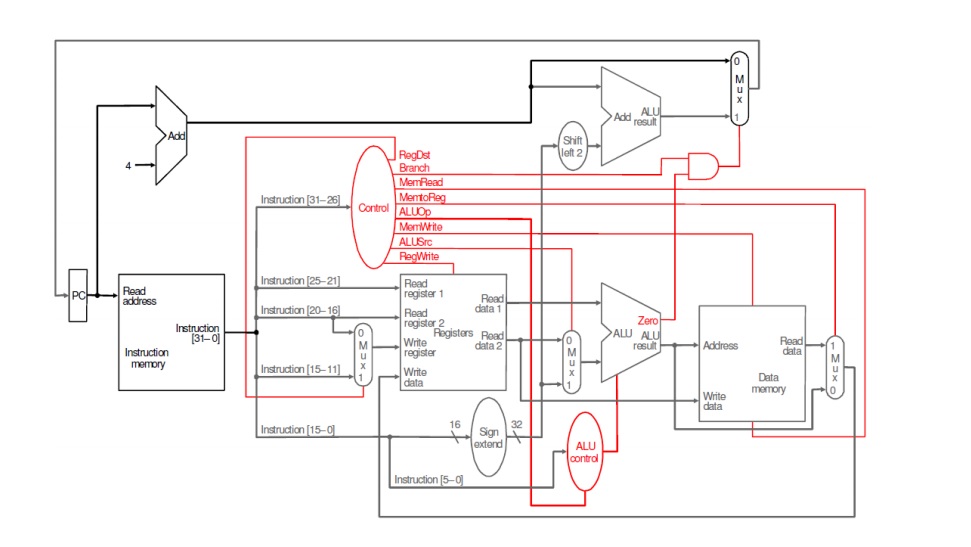 0
M
u
x
1
Add
ALU
result
Add
4
Shift
left 2
RegDst
Branch
MemRead
MemtoReg
ALUOp
MemWrite
ALUSrc
RegWrite
Control
Instruction [31–26]
Instruction [25–21]
Instruction [20–16]
Instruction [15–11]
Instruction [15–0]
Instruction [5–0]
PC
Read
address
Instruction
[31–0]
Instruction
memory
0
M
u
x
1
Read
register 1
Read
register 2
Write
register
Write
data
Registers
Read
data 1
Read
data 2
0
M
u
x
1
Zero
ALU
ALU
result
Address
Read
data
Data
memory
Write
data
1
M
u
x
0
16
Sign
extend
32
ALU
control